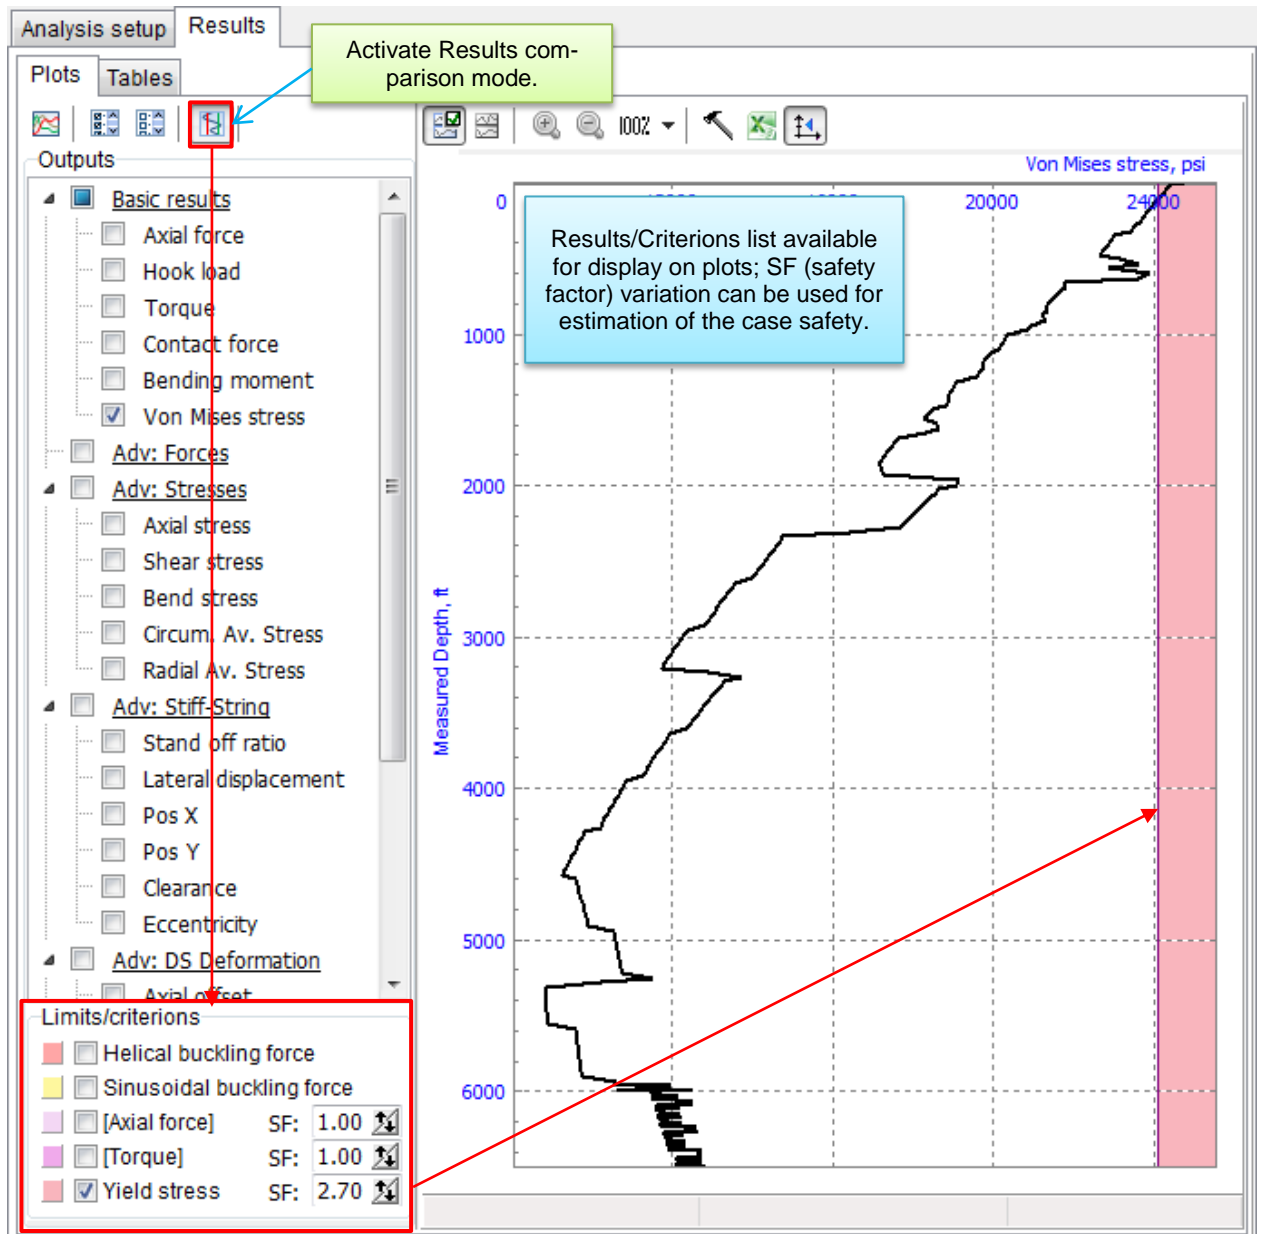 Analysis setup
Results
Activate Results com-
parison mode.
Plots
Tables
100%
Outputs
Basic results
Axial force
Hook load
Torque
Contact force
Bending moment
Von Mises stress
Adv: Forces
Adv: Stresses
Axial stress
Shear stress
Bend stress
Circum. Av. Stress
Radial Av. Stress
Adv: Stiff-String
Stand off ratio
Lateral displacement
Pos X
Pos Y
Clearance
Eccentricity
Adv: DS Deformation
Axial offset
Limits/criterions
Helical buckling force
Sinusoidal buckling force
[Axial force] SF: 1.00
[Torque] SF: 1.00
Yield stress SF: 2.70
Von Mises stress, psi
0
20000
24000
Results/Criterions list available
for display on plots; SF (safety
factor) variation can be used for
estimation of the case safety.
1000
2000
3000
4000
5000
6000
Measured Depth, ft